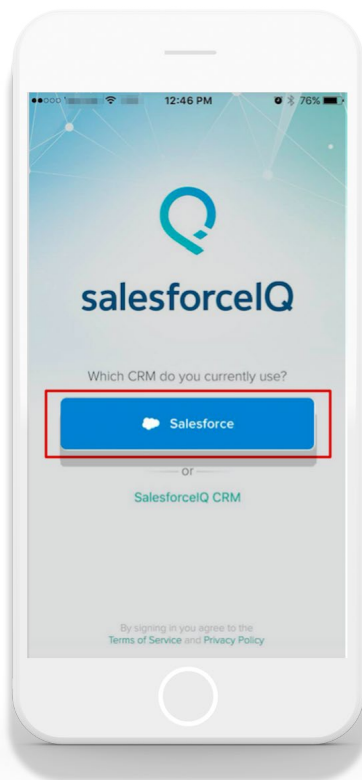 12:46 PM
76%
salesforceIQ
Which CRM do you currently use?
Salesforce
or
SalesforceIQ CRM
By signing in you agree to the
Terms of Service and Privacy Policy